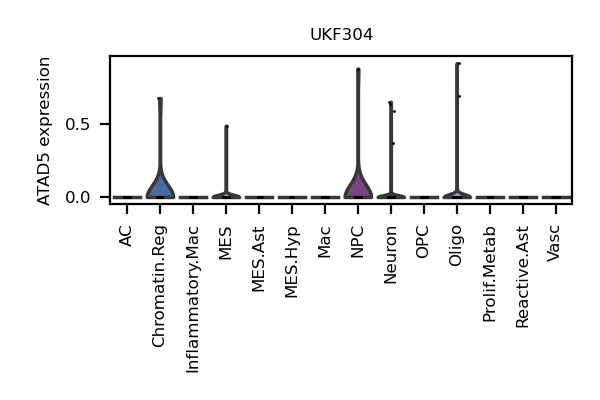 UKF304
ATAD5 expression
0.5
0.0
AC
Chromatin.Reg
Inflammatory.Mac
MES
MES.Ast
MES.Hyp
Mac
NPC
Neuron
OPC
Oligo
Prolif.Metab
Reactive.Ast
Vasc